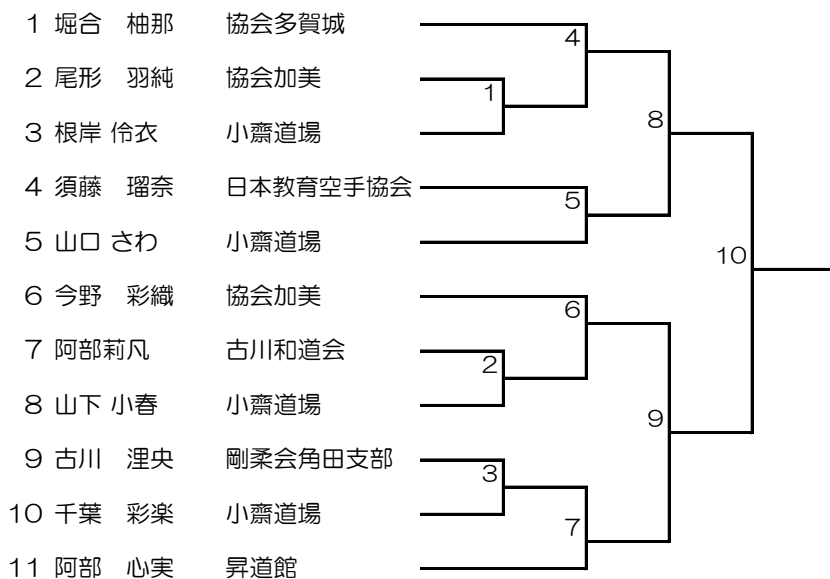 1 堀合　柚那　協会多賀城
4
2 尾形　羽純　協会加美
1
8
3 根岸 伶衣　小齋道場
4 須藤　瑠奈　日本教育空手協会
5
5 山口 さわ　小齋道場
10
6 今野　彩織　協会加美
6
7 阿部莉凡　古川和道会
2
8 山下 小春　小齋道場
9
9 古川　浬央　剛柔会角田支部
3
10 千葉　彩楽　小齋道場
7
11 阿部　心実　昇道館